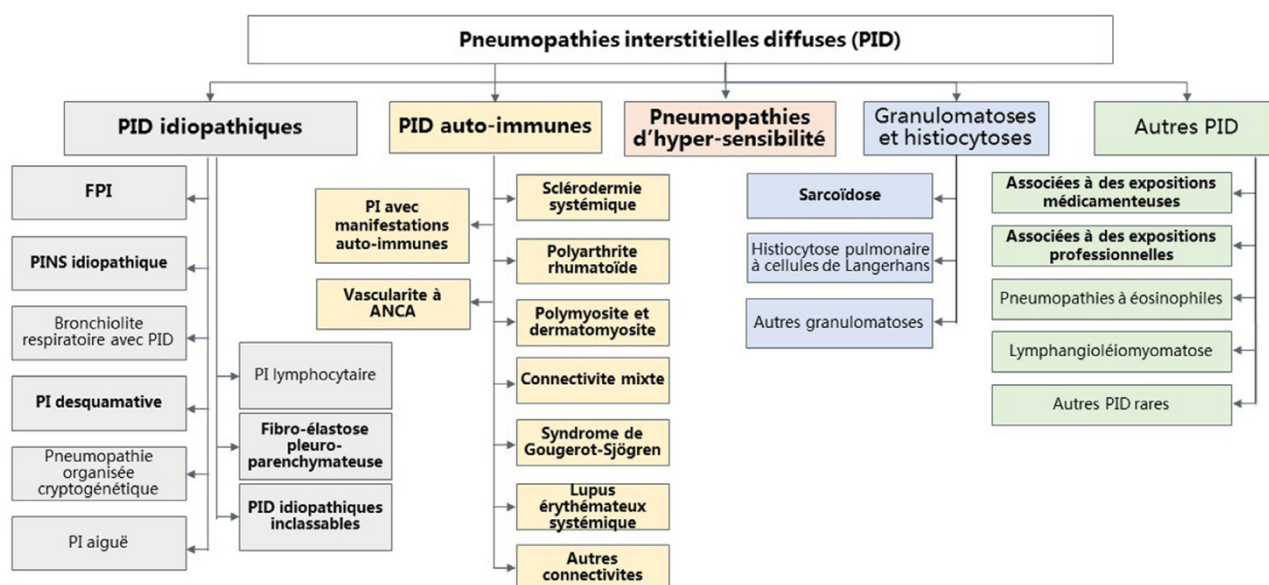 Pneumopathies interstitielles diffuses (PID)
PID idiopathiques
FPI
PINS idiopathique
Bronchiolite
respiratoire avec PID
PI desquamative
Pneumopathie
organisée
cryptogénétique
PI aiguë
PI lymphocytaire
Fibro-élastose
pleuro-
parenchymateuse
PID idiopathiques
inclassables
PID auto-immunes
PI avec
manifestations
auto-immunes
Vascularite à
ANCA
Sclérodermie
systémique
Polyarthrite
rhumatoïde
Polymyosite et
dermatomyosite
Connectivite mixte
Syndrome de
Gougerot-Sjögren
Lupus
érythémateux
systémique
Autres
connectivites
Pneumopathies
d'hyper-sensibilité
Granulomatoses
et histiocytoses
Sarcoïdose
Histiocytose pulmonaire
à cellules de Langerhans
Autres granulomatoses
Autres PID
Associées à des expositions
médicamenteuses
Associées à des expositions
professionnelles
Pneumopathies à éosinophiles
Lymphangioléiomyomatose
Autres PID rares